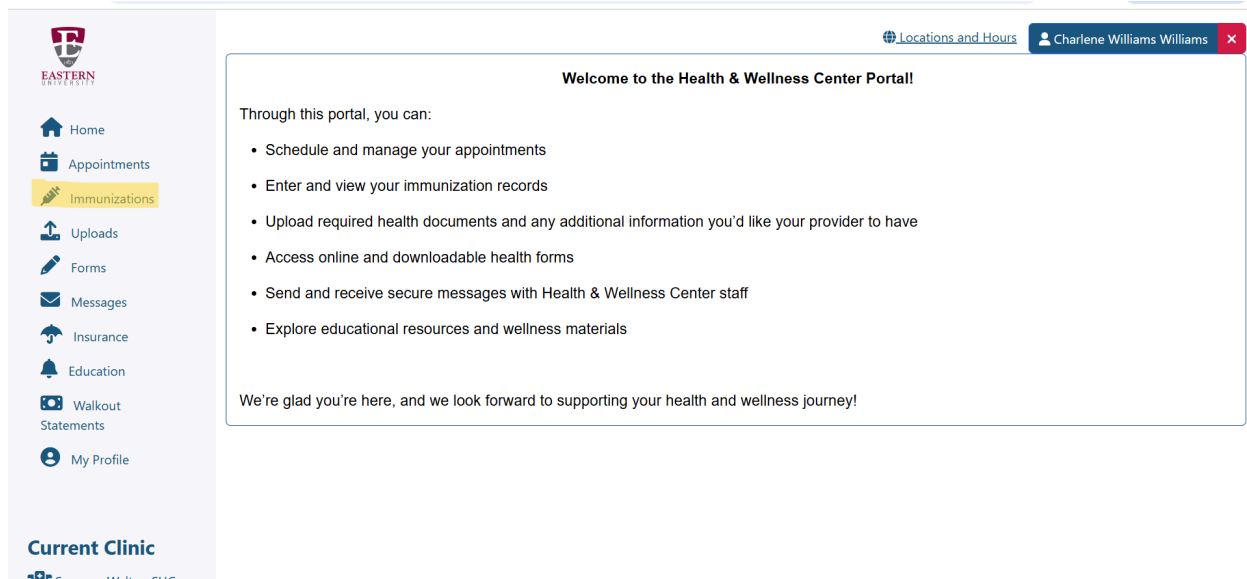 EASTERN
UNIVERSITY
Home
Appointments
Immunizations
Uploads
Forms
Messages
Insurance
Education
Walkout
Statements
My Profile
Current Clinic
Locations and Hours
Charlene Williams Williams
Welcome to the Health & Wellness Center Portal!
Through this portal, you can:
• Schedule and manage your appointments
• Enter and view your immunization records
• Upload required health documents and any additional information you'd like your provider to have
• Access online and downloadable health forms
• Send and receive secure messages with Health & Wellness Center staff
• Explore educational resources and wellness materials
We're glad you're here, and we look forward to supporting your health and wellness journey!